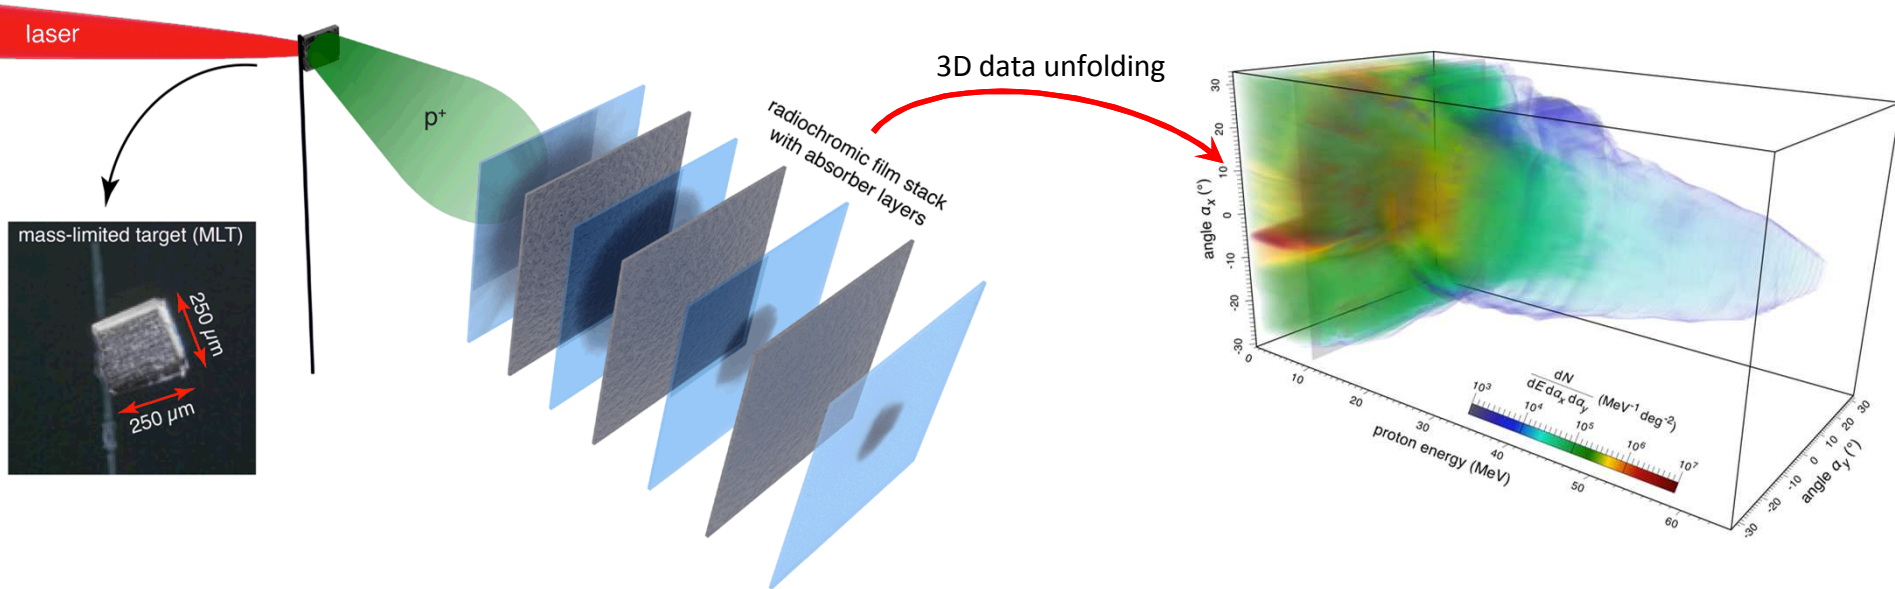 laser
p⁺
3D data unfolding
radiochromic film stack
with absorber layers
mass-limited target (MLT)
250 µm
250 µm
angle αx (°)
30
20
10
0
-10
-20
-30
0
10
20
30
40
50
60
proton energy (MeV)
dN
dE dαx dαy
(MeV⁻¹ deg⁻²)
10³
10⁴
10⁵
10⁶
10⁷
-30
-20
-10
0
10
20
30
angle αy (°)